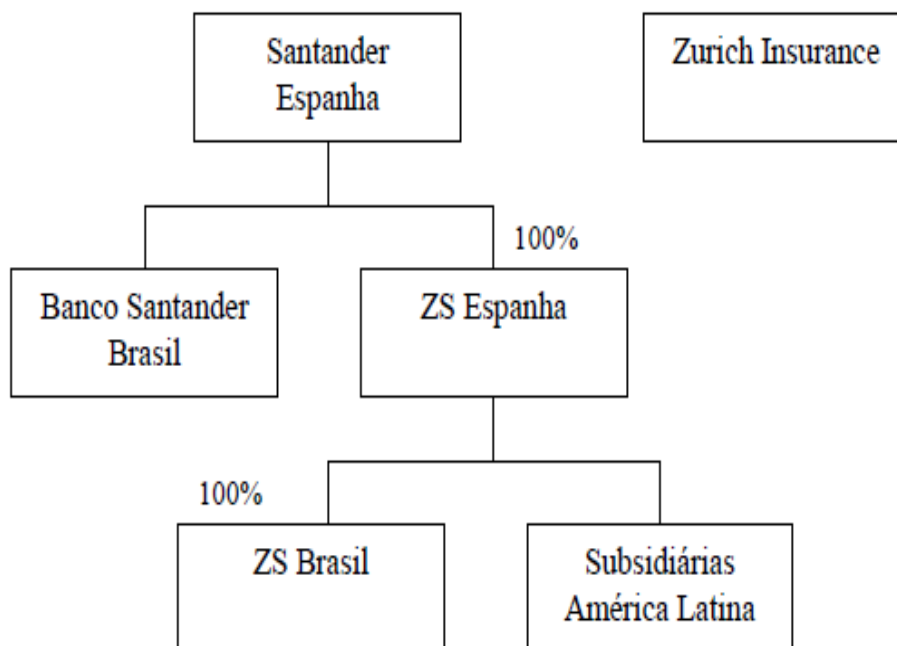 Santander
Espanha
Zurich Insurance
100%
Banco Santander
Brasil
ZS Espanha
100%
ZS Brasil
Subsidiárias
América Latina